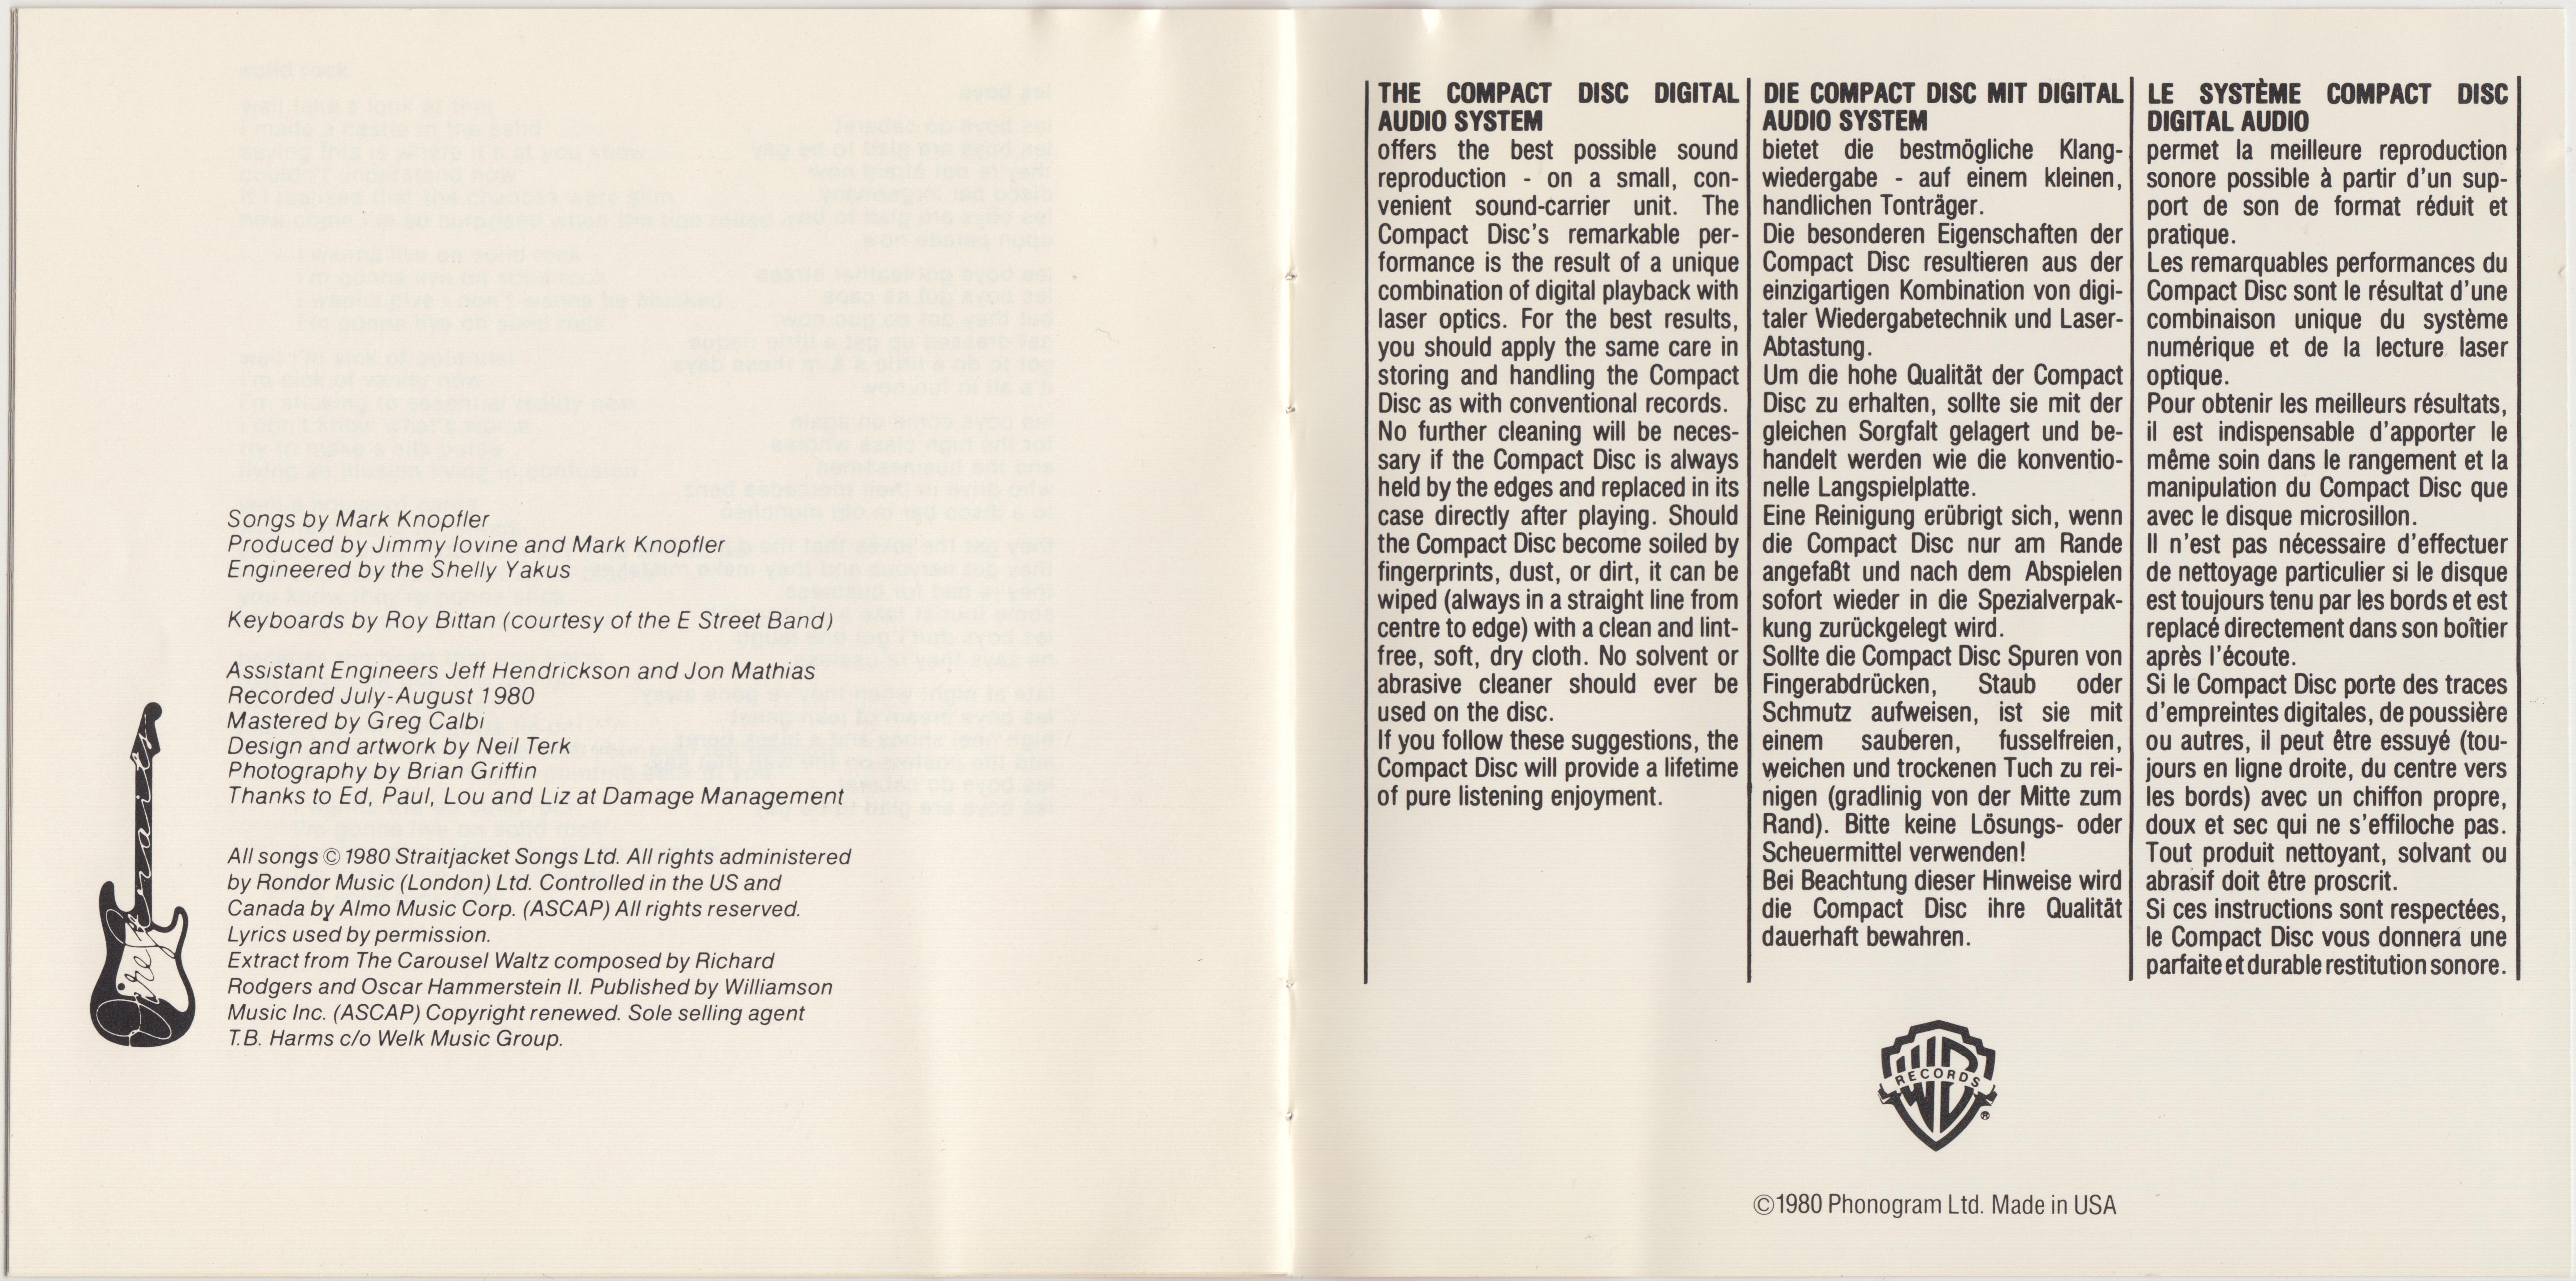 Songs by Mark Knopfler
Produced by Jimmy Iovine and Mark Knopfler
Engineered by the Shelly Yakus
Keyboards by Roy Bittan (courtesy of the E Street Band)
Assistant Engineers Jeff Hendrickson and Jon Mathias
Recorded July-August 1980
Mastered by Greg Calbi
Design and artwork by Neil Terk
Photography by Brian Griffin
Thanks to Ed, Paul, Lou and Liz at Damage Management
All songs © 1980 Straitjacket Songs Ltd. All rights administered
by Rondor Music (London) Ltd. Controlled in the US and
Canada by Almo Music Corp. (ASCAP) All rights reserved.
Lyrics used by permission.
Extract from The Carousel Waltz composed by Richard
Rodgers and Oscar Hammerstein II. Published by Williamson
Music Inc. (ASCAP) Copyright renewed. Sole selling agent
T.B. Harms c/o Welk Music Group.
THE COMPACT DISC DIGITAL
AUDIO SYSTEM
offers the best possible sound
reproduction - on a small, con-
venient sound-carrier unit. The
Compact Disc's remarkable per-
formance is the result of a unique
combination of digital playback with
laser optics. For the best results,
you should apply the same care in
storing and handling the Compact
Disc as with conventional records.
No further cleaning will be neces-
sary if the Compact Disc is always
held by the edges and replaced in its
case directly after playing. Should
the Compact Disc become soiled by
fingerprints, dust, or dirt, it can be
wiped (always in a straight line from
centre to edge) with a clean and lint-
free, soft, dry cloth. No solvent or
abrasive cleaner should ever be
used on the disc.
If you follow these suggestions, the
Compact Disc will provide a lifetime
of pure listening enjoyment.
DIE COMPACT DISC MIT DIGITAL
AUDIO SYSTEM
bietet die bestmögliche Klang-
wiedergabe - auf einem kleinen,
handlichen Tonträger.
Die besonderen Eigenschaften der
Compact Disc resultieren aus der
einzigartigen Kombination von digi-
taler Wiedergabetechnik und Laser-
Abtastung.
Um die hohe Qualität der Compact
Disc zu erhalten, sollte sie mit der
gleichen Sorgfalt gelagert und be-
handelt werden wie die konventio-
nelle Langspielplatte.
Eine Reinigung erübrigt sich, wenn
die Compact Disc nur am Rande
angefaßt und nach dem Abspielen
sofort wieder in die Spezialverpak-
kung zurückgelegt wird.
Sollte die Compact Disc Spuren von
Fingerabdrücken, Staub oder
Schmutz aufweisen, ist sie mit
einem sauberen, fusselfreien,
weichen und trockenen Tuch zu rei-
nigen (gradlinig von der Mitte zum
Rand). Bitte keine Lösungs- oder
Scheuermittel verwenden!
Bei Beachtung dieser Hinweise wird
die Compact Disc ihre Qualität
dauerhaft bewahren.
LE SYSTÈME COMPACT DISC
DIGITAL AUDIO
permet la meilleure reproduction
sonore possible à partir d'un sup-
port de son de format réduit et
pratique.
Les remarquables performances du
Compact Disc sont le résultat d'une
combinaison unique du système
numérique et de la lecture laser
optique.
Pour obtenir les meilleurs résultats,
il est indispensable d'apporter le
même soin dans le rangement et la
manipulation du Compact Disc que
avec le disque microsillon.
Il n'est pas nécessaire d'effectuer
de nettoyage particulier si le disque
est toujours tenu par les bords et est
replacé directement dans son boîtier
après l'écoute.
Si le Compact Disc porte des traces
d'empreintes digitales, de poussière
ou autres, il peut être essuyé (tou-
jours en ligne droite, du centre vers
les bords) avec un chiffon propre,
doux et sec qui ne s'effiloche pas.
Tout produit nettoyant, solvant ou
abrasif doit être proscrit.
Si ces instructions sont respectées,
le Compact Disc vous donnera une
parfaite et durable restitution sonore.
RECORDS
©1980 Phonogram Ltd. Made in USA